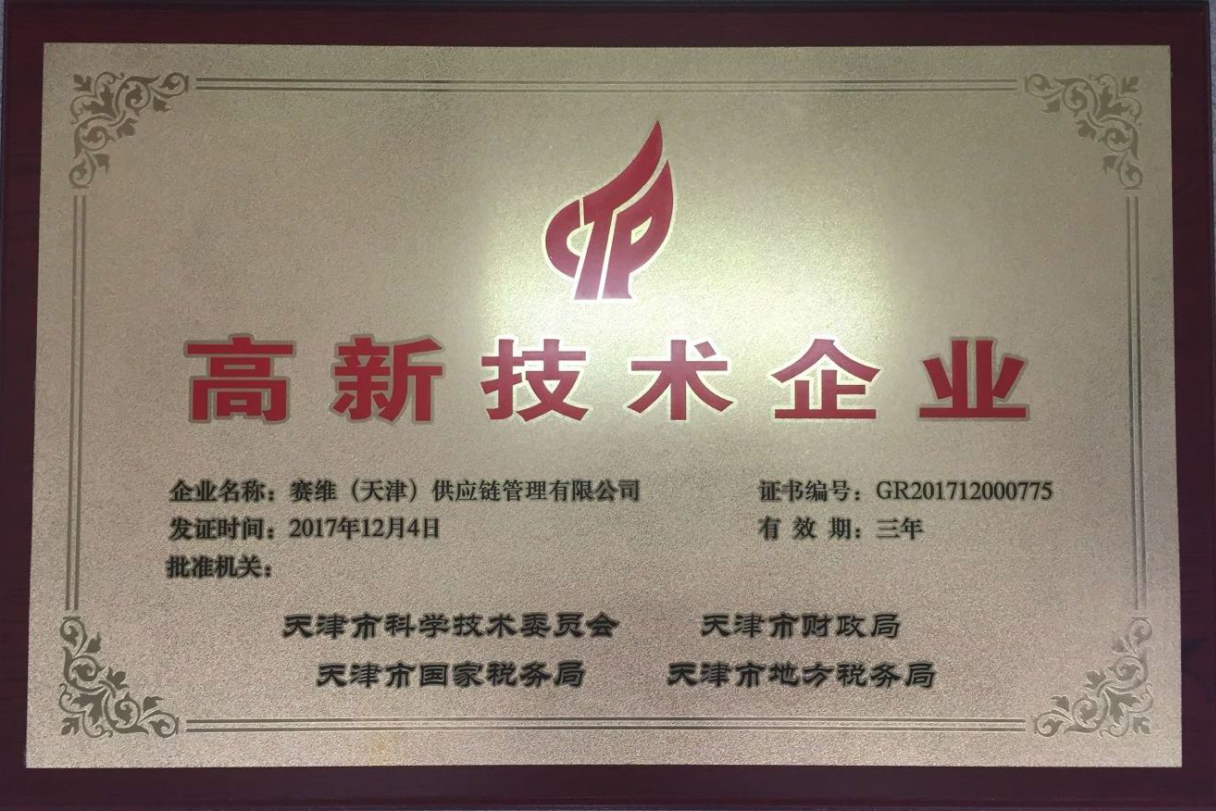 CTP
高新技术企业
企业名称：赛维（天津）供应链管理有限公司
证书编号：GR201712000775
发证时间：2017年12月4日
有 效 期：三年
批准机关：
天津市科学技术委员会
天津市财政局
天津市国家税务局
天津市地方税务局